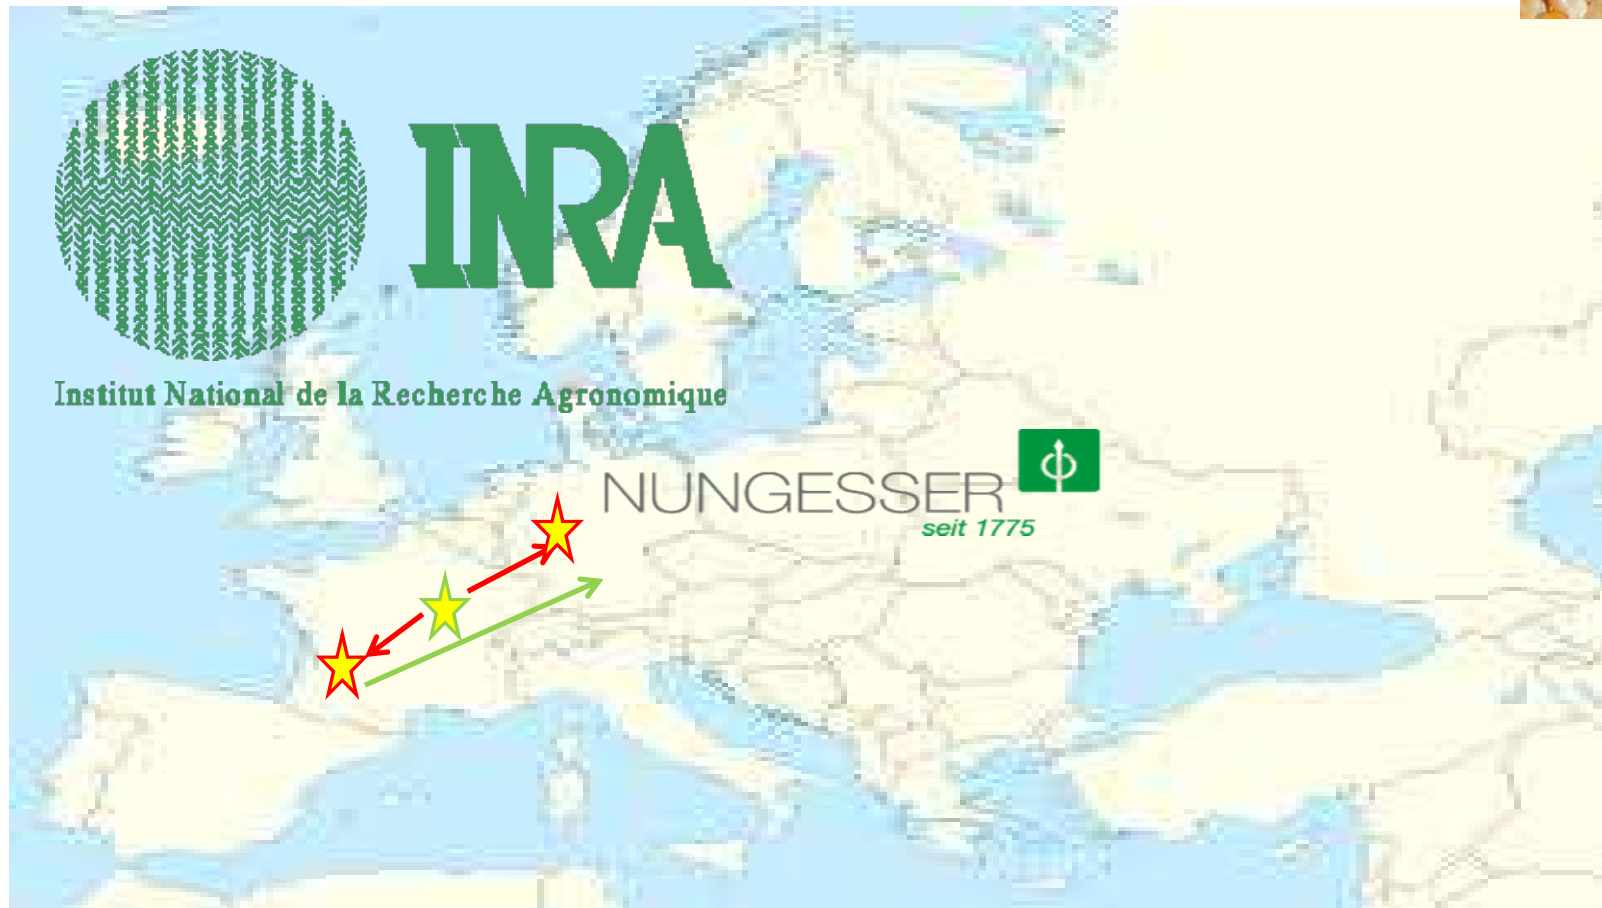 INRA
Institut National de la Recherche Agronomique
NUNGESSER
seit 1775